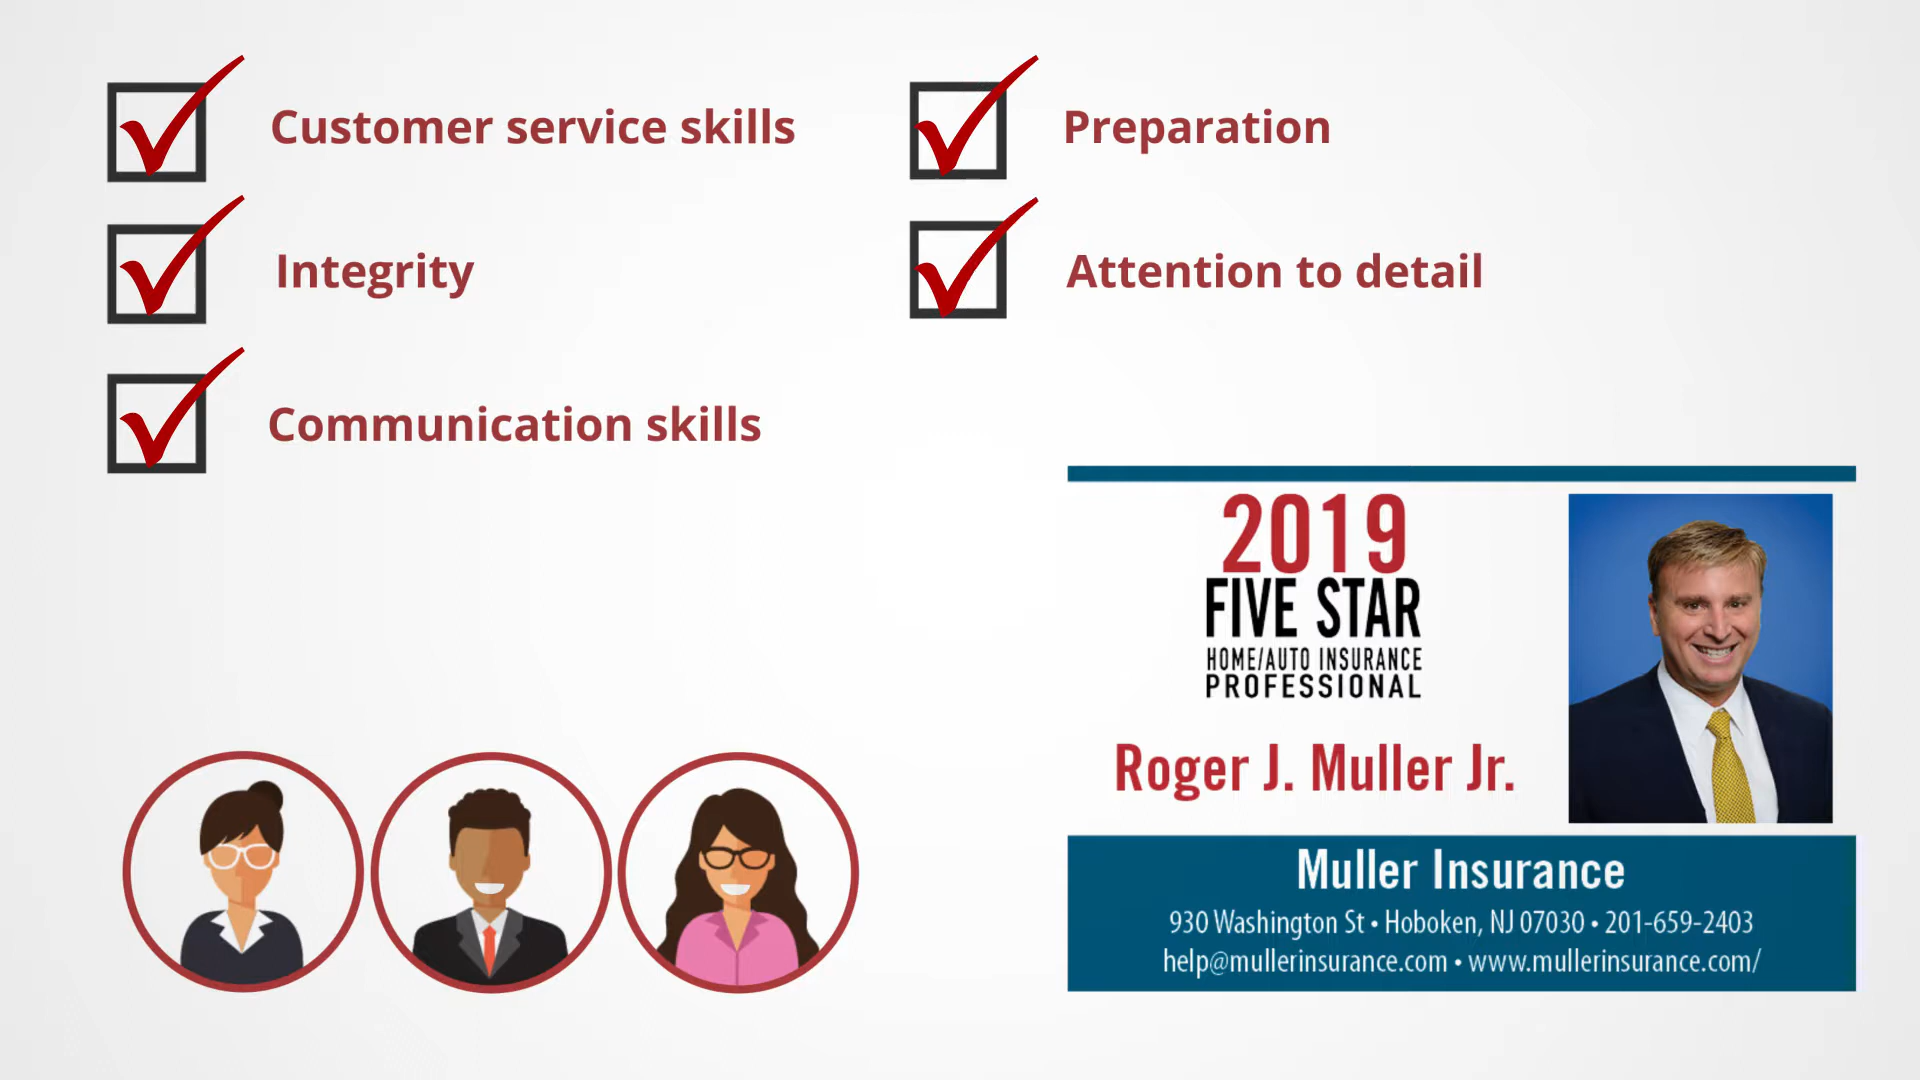 Customer service skills
Integrity
Communication skills
Preparation
Attention to detail
2019
FIVE STAR
HOME/AUTO INSURANCE
PROFESSIONAL
Roger J. Muller Jr.
Muller Insurance
930 Washington St • Hoboken, NJ 07030 • 201-659-2403
help@mullerinsurance.com • www.mullerinsurance.com/